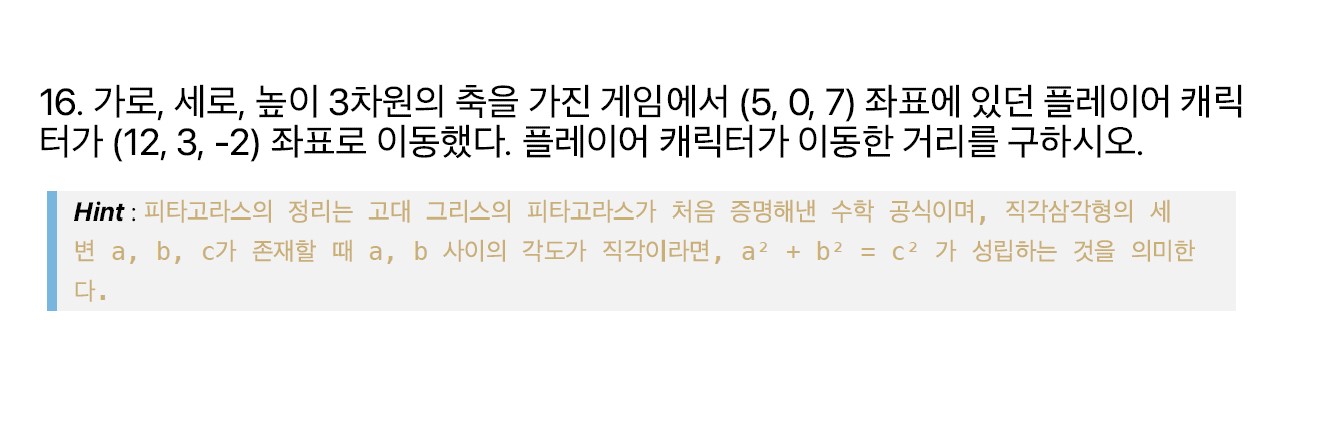 16. 가로, 세로, 높이 3차원의 축을 가진 게임에서 (5, 0, 7) 좌표에 있던 플레이어 캐릭
터가 (12, 3, -2) 좌표로 이동했다. 플레이어 캐릭터가 이동한 거리를 구하시오.
Hint : 피타고라스의 정리는 고대 그리스의 피타고라스가 처음 증명해낸 수학 공식이며, 직각삼각형의 세
변 a, b, c가 존재할 때 a, b 사이의 각도가 직각이라면, a² + b² = c² 가 성립하는 것을 의미한
다.